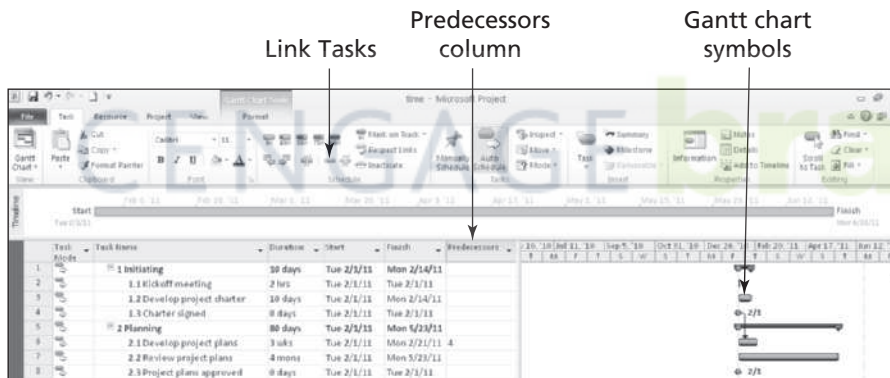 Predecessors column
Gantt chart symbols
Link Tasks
CENGAGE brain
time - Microsoft Project
File Task Resource Project View Format
Cut
Copy
Format Painter
Gantt Chart
Paste
Calibri 11
B I U
Mark on Track
Respect Links
Inactivate
Manually Schedule
Auto Schedule
Inspect
Move
Mode
Task
Summary
Milestone
Deliverable
Information
Notes
Details
Add to Timeline
Scroll to Task
Find
Clear
Fill
View Clipboard Font Schedule Tasks Insert Properties Editing
Timeline
Start
Tue 2/1/11
Finish
Task Mode Task Name Duration Start Finish Predecessors
1 1 Initiating 10 days Tue 2/1/11 Mon 2/14/11
2 1.1 Kickoff meeting 2 hrs Tue 2/1/11 Tue 2/1/11
3 1.2 Develop project charter 10 days Tue 2/1/11 Mon 2/14/11
4 1.3 Charter signed 0 days Tue 2/1/11 Tue 2/1/11 2/1
5 2 Planning 80 days Tue 2/1/11 Mon 5/23/11
6 2.1 Develop project plans 3 wks Tue 2/1/11 Mon 2/21/11 4
7 2.2 Review project plans 4 mons Tue 2/1/11 Mon 5/23/11
8 2.3 Project plans approved 0 days Tue 2/1/11 Tue 2/1/11 2/1